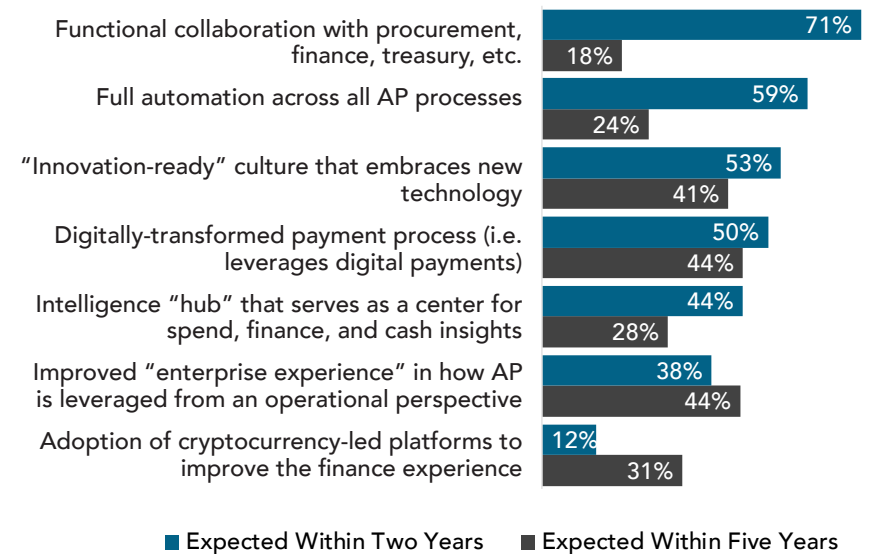 Functional collaboration with procurement,
finance, treasury, etc.
71%
18%
Full automation across all AP processes
59%
24%
“Innovation-ready” culture that embraces new
technology
53%
41%
Digitally-transformed payment process (i.e.
leverages digital payments)
50%
44%
Intelligence “hub” that serves as a center for
spend, finance, and cash insights
44%
28%
Improved “enterprise experience” in how AP
is leveraged from an operational perspective
38%
44%
Adoption of cryptocurrency-led platforms to
improve the finance experience
12%
31%
Expected Within Two Years
Expected Within Five Years